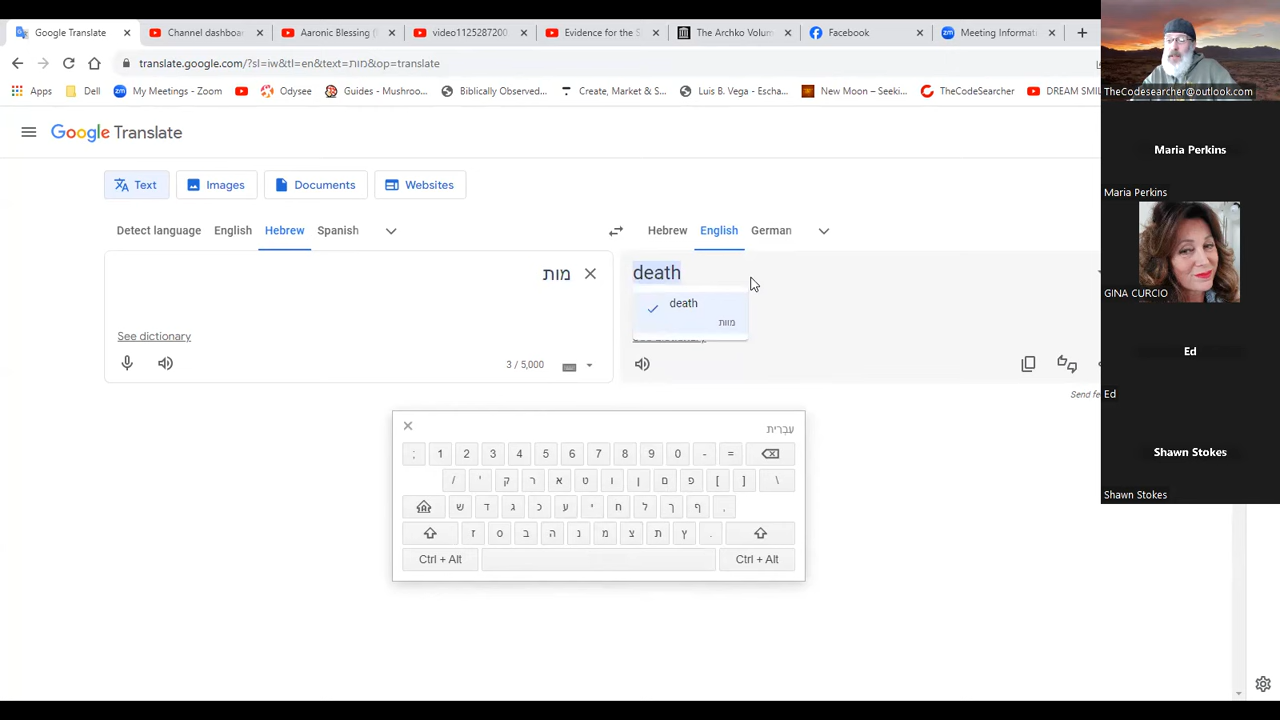 Google Translate
Channel dashboa
Aaronic Blessing (
video1125287200
Evidence for the S
The Archko Volum
Facebook
Meeting Informati
translate.google.com/?sl=iw&tl=en&text=מות&op=translate
Apps
Dell
My Meetings – Zoom
Odysee
Guides - Mushroo...
Biblically Observed...
Create, Market & S...
Luis B. Vega – Escha...
New Moon – Seeki...
TheCodeSearcher
DREAM SMIL
Google Translate
Text
Images
Documents
Websites
Detect language
English
Hebrew
Spanish
Hebrew
English
German
מות
death
death
מוות
See dictionary
3 / 5,000
Send fe
עִבְרִית
; 1 2 3 4 5 6 7 8 9 0 - =
/ ' ק ר א ט ו ן ם פ [ ] \
ש ד ג כ ע י ח ל ך ף ,
ז ס ב ה נ מ צ ת ץ .
Ctrl + Alt
Ctrl + Alt
TheCodesearcher@outlook.com
Maria Perkins
Maria Perkins
GINA CURCIO
Ed
Ed
Shawn Stokes
Shawn Stokes